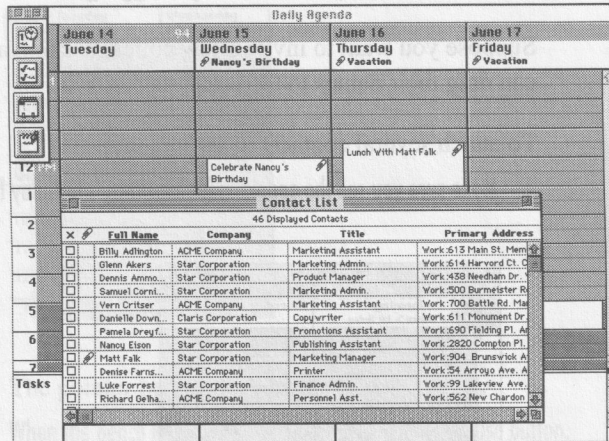 Daily Agenda
June 14 94 June 15 June 16 June 17
Tuesday Wednesday Thursday Friday
Nancy's Birthday Vacation Vacation
Celebrate Nancy's Birthday
Lunch With Matt Falk
12 PM
1
2
3
4
5
6
7
Tasks
Contact List
46 Displayed Contacts
Full Name Company Title Primary Address
Billy Adlington ACME Company Marketing Assistant Work:613 Main St. Mem
Glenn Akers Star Corporation Marketing Admin. Work:614 Harvord Ct. C
Dennis Ammo... Star Corporation Product Manager Work:438 Needham Dr.
Samuel Corni... Star Corporation Marketing Admin. Work:500 Burmeister Ro
Vern Critser ACME Company Marketing Assistant Work:700 Battle Rd. Mar
Danielle Down... Claris Corporation Copywriter Work:611 Monument Dr.
Pamela Dreyf... Star Corporation Promotions Assistant Work:690 Fielding Pl. An
Nancy Eison Star Corporation Publishing Assistant Work:2820 Compton Pl.
Matt Falk Star Corporation Marketing Manager Work:904 Brunswick A
Denise Farns... ACME Company Printer Work:54 Arroyo Ave. A
Luke Forrest Star Corporation Finance Admin. Work:99 Lakeview Ave.
Richard Gelha... ACME Company Personnel Asst. Work:562 New Chardon